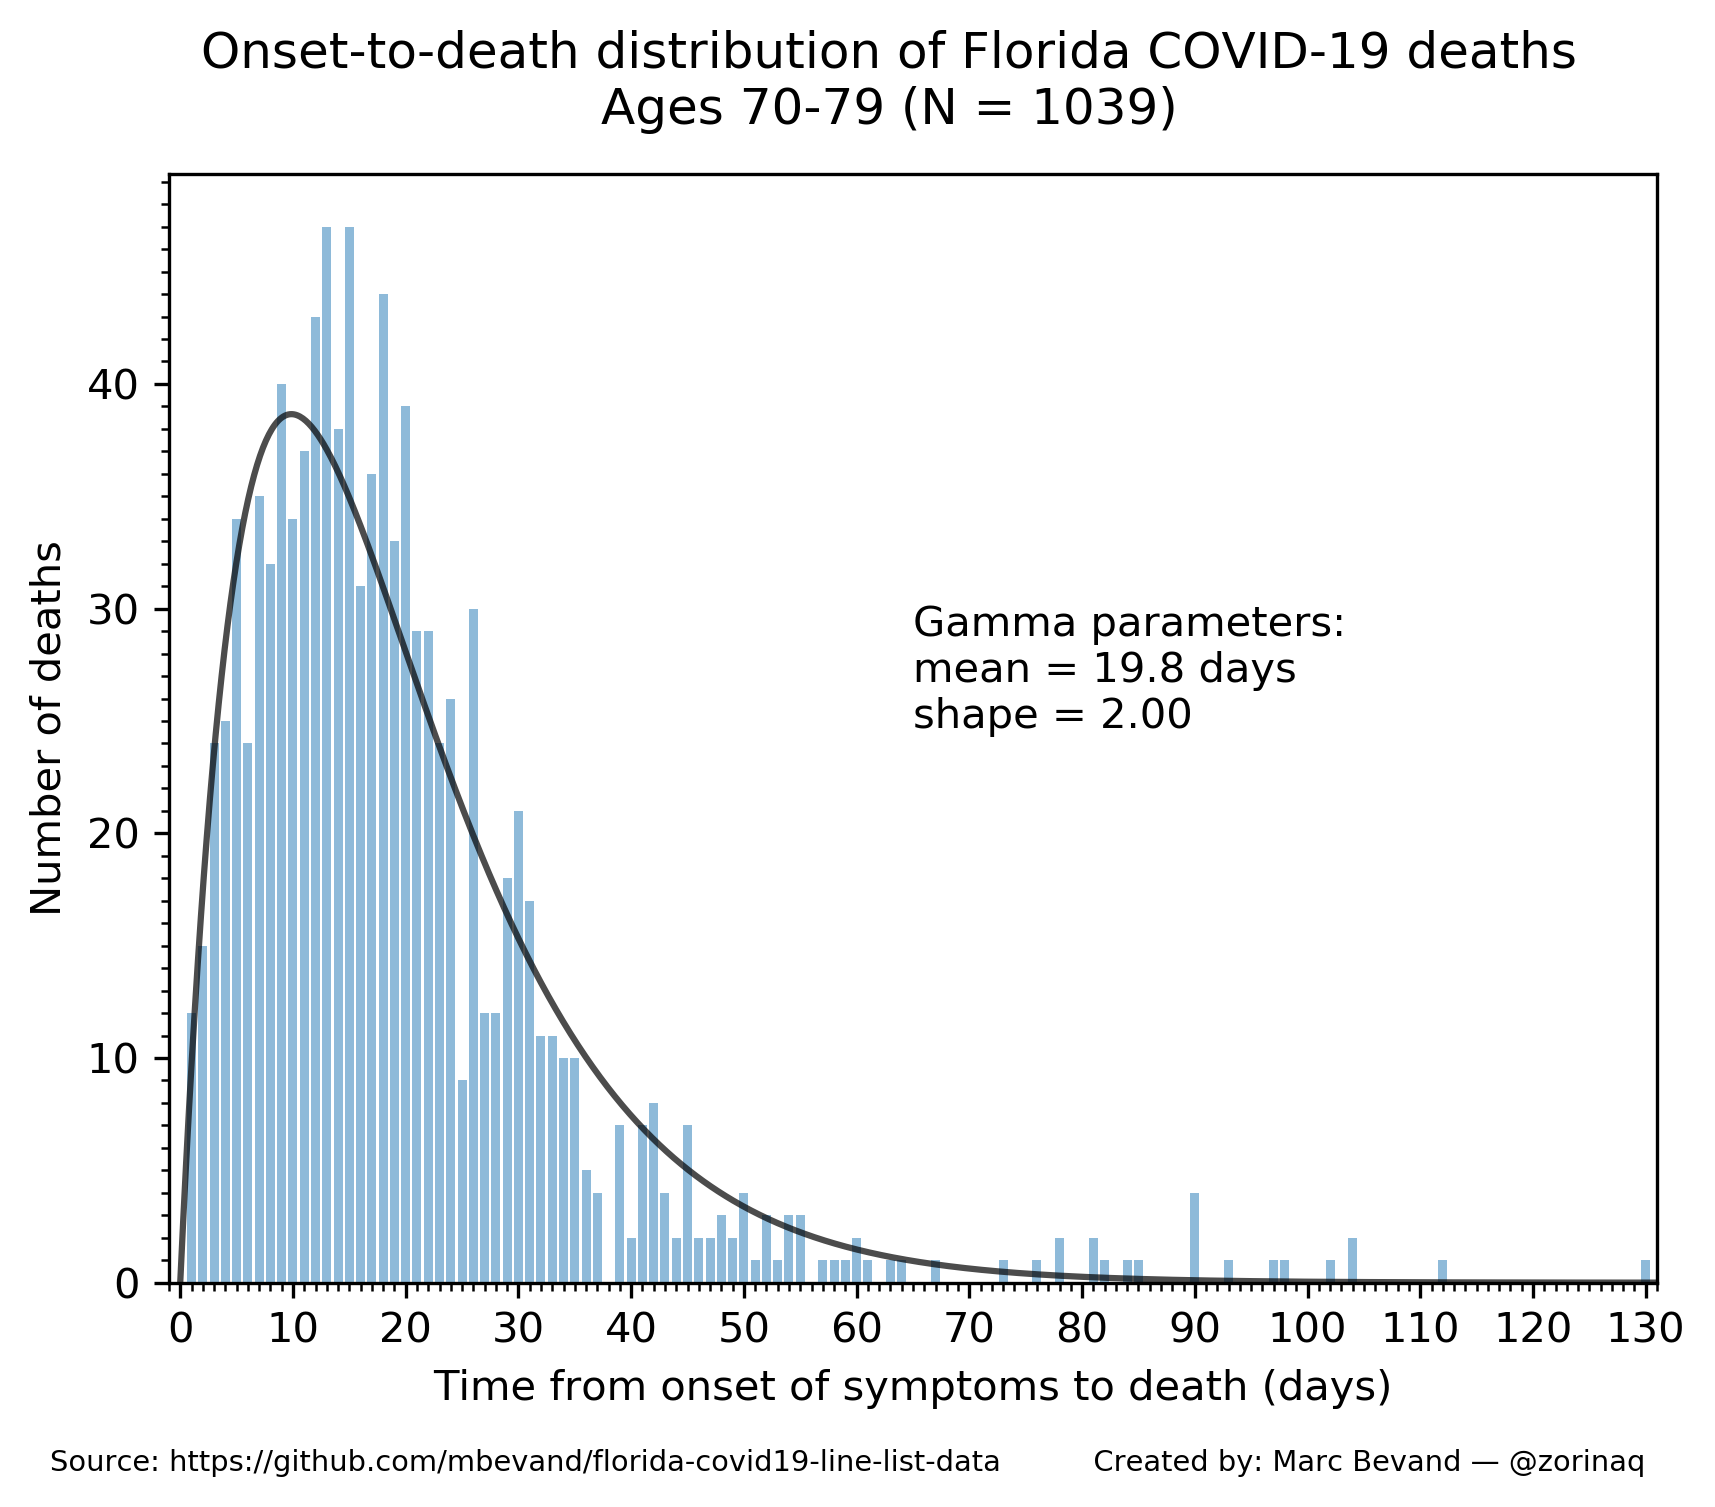 Onset-to-death distribution of Florida COVID-19 deaths
Ages 70-79 (N = 1039)
Number of deaths
40
30
20
10
0
Gamma parameters:
mean = 19.8 days
shape = 2.00
0 10 20 30 40 50 60 70 80 90 100 110 120 130
Time from onset of symptoms to death (days)
Source: https://github.com/mbevand/florida-covid19-line-list-data
Created by: Marc Bevand — @zorinaq